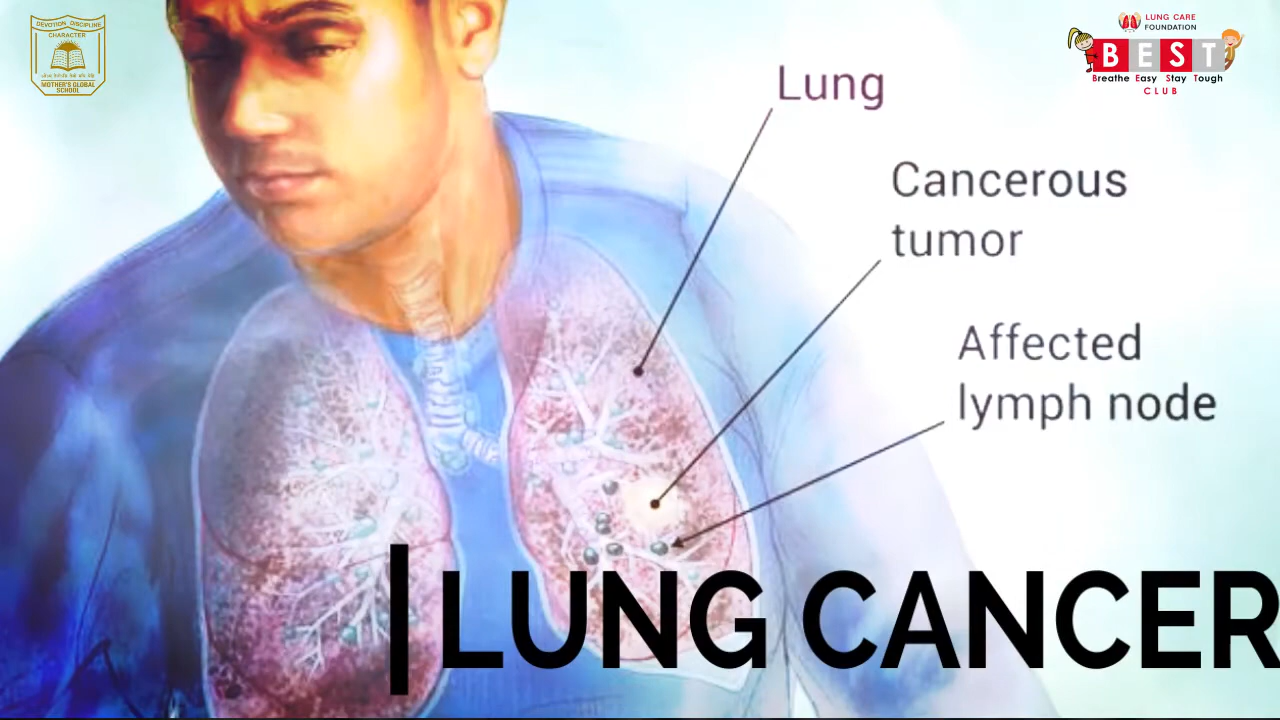 DEVOTION DISCIPLINE
CHARACTER
MOTHER'S GLOBAL
SCHOOL
LUNG CARE
FOUNDATION
BEST
Breathe Easy Stay Tough
CLUB
Lung
Cancerous
tumor
Affected
lymph node
LUNG CANCER